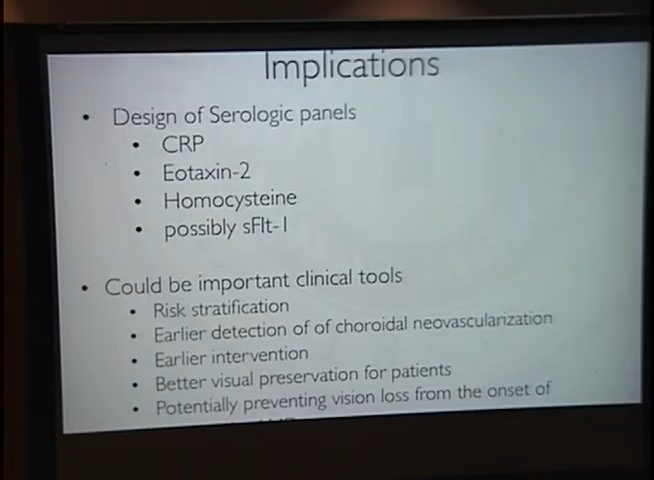 Implications
• Design of Serologic panels
• CRP
• Eotaxin-2
• Homocysteine
• possibly sFlt-1
• Could be important clinical tools
• Risk stratification
• Earlier detection of of choroidal neovascularization
• Earlier intervention
• Better visual preservation for patients
• Potentially preventing vision loss from the onset of